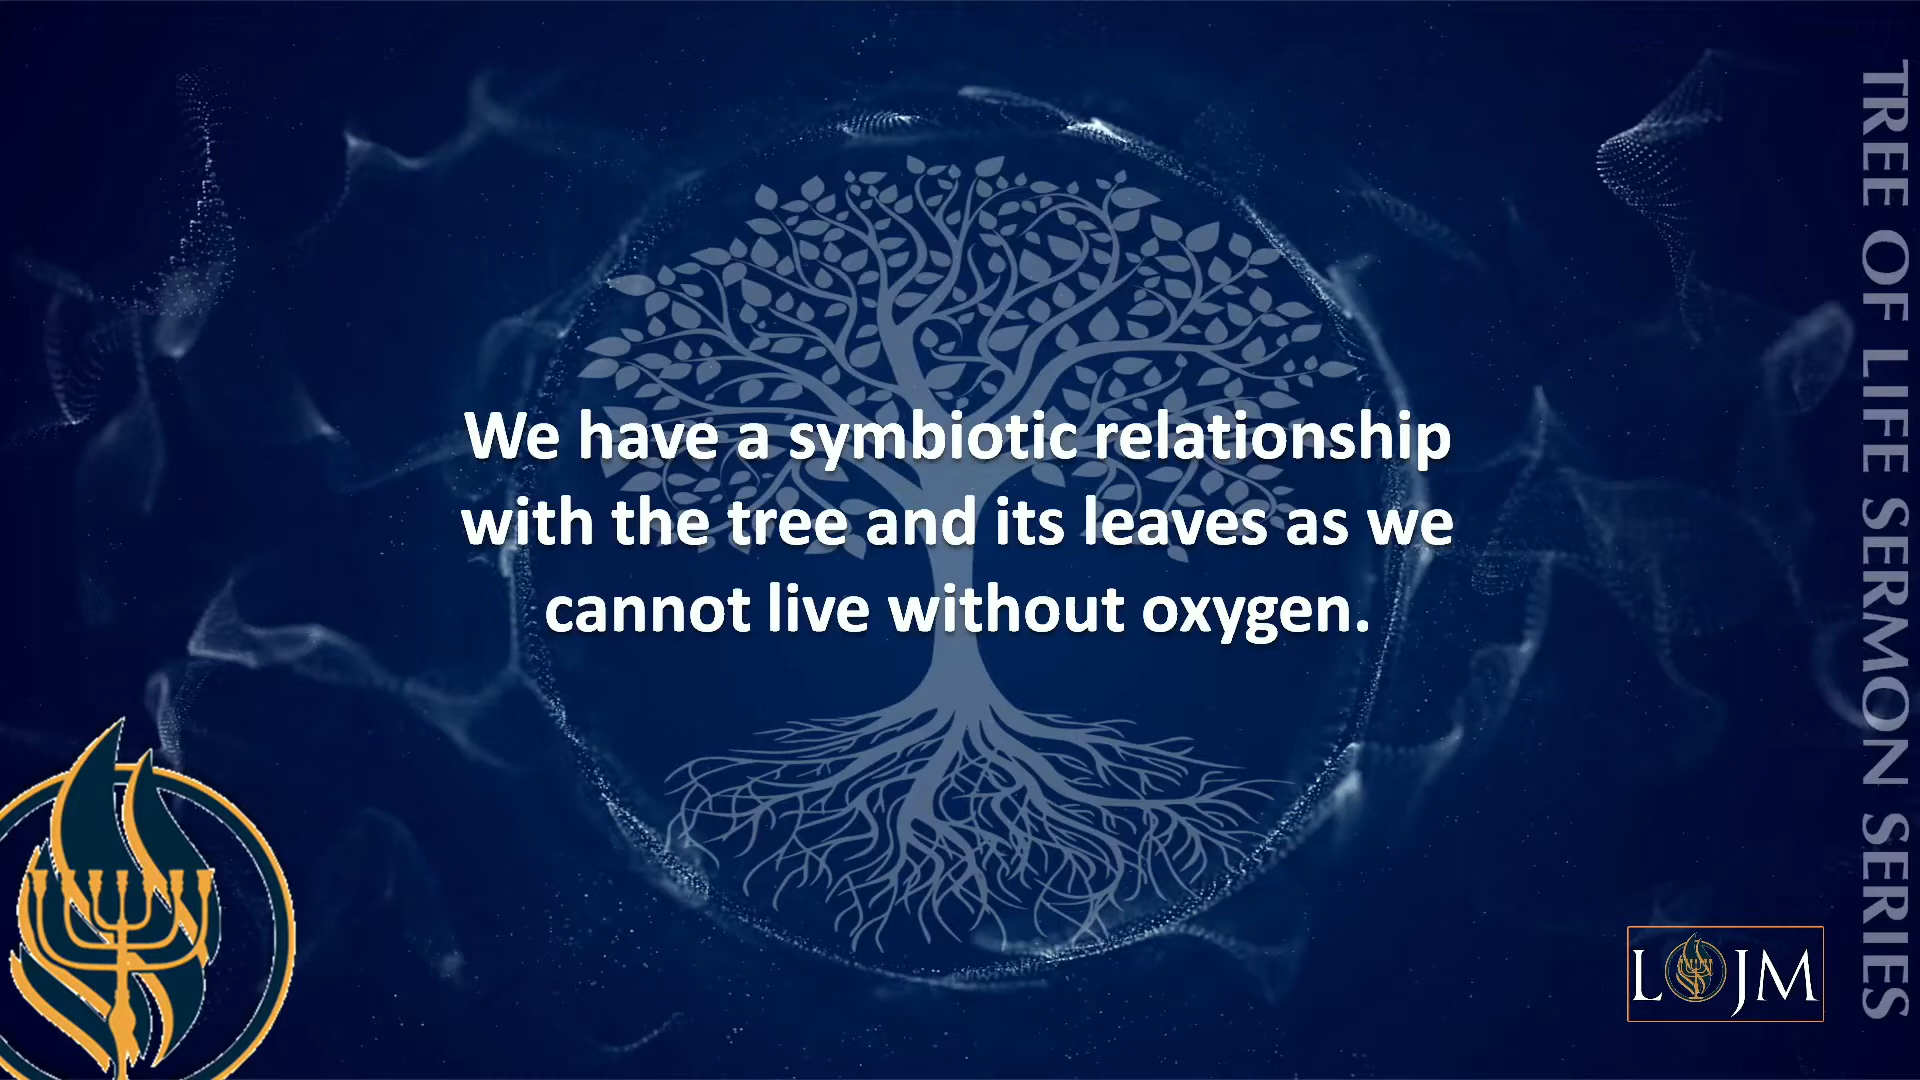 We have a symbiotic relationship
with the tree and its leaves as we
cannot live without oxygen.
TREE OF LIFE SERMON SERIES
L JM